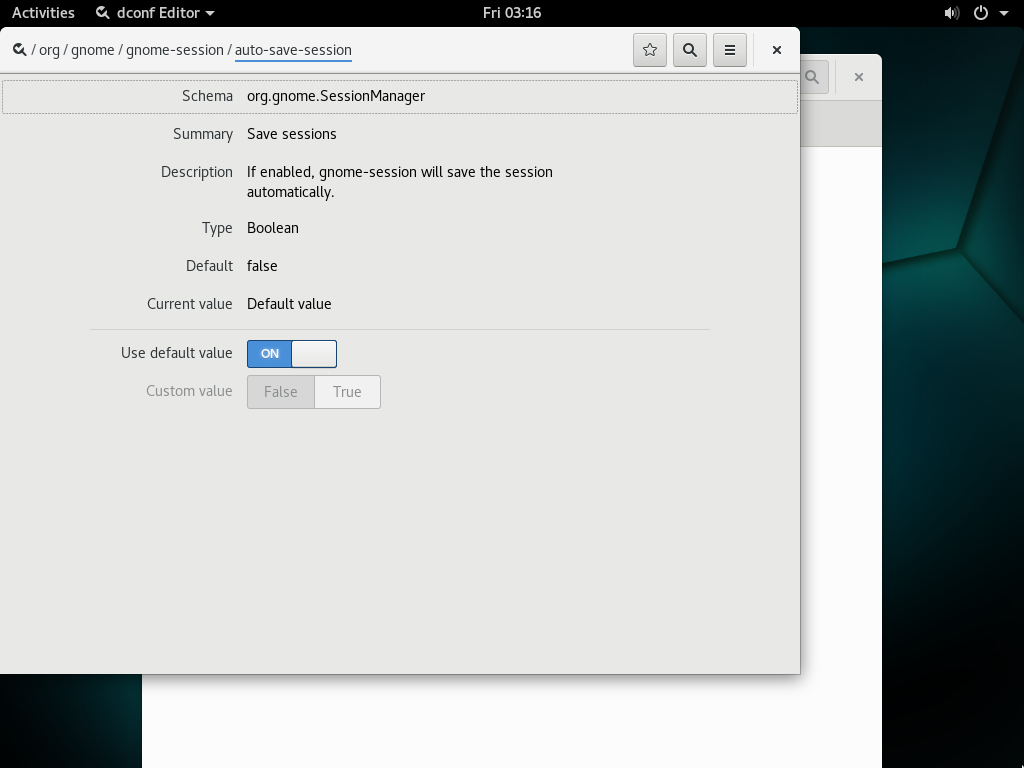 Activities dconf Editor Fri 03:16
/ org / gnome / gnome-session / auto-save-session
Schema org.gnome.SessionManager
Summary Save sessions
Description If enabled, gnome-session will save the session
automatically.
Type Boolean
Default false
Current value Default value
Use default value ON
Custom value False True